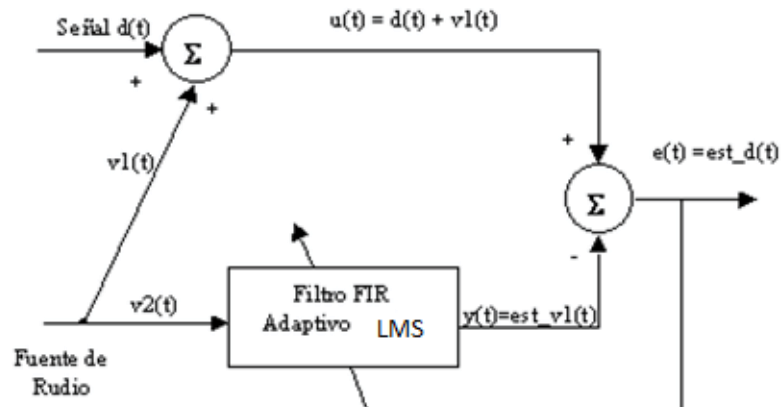 Señal d(t)
u(t) = d(t) + v1(t)
Σ
+
+
v1(t)
+
e(t) =est_d(t)
Σ
-
v2(t)
Filtro FIR
Adaptivo LMS
y(t)=est_v1(t)
Fuente de
Rudio